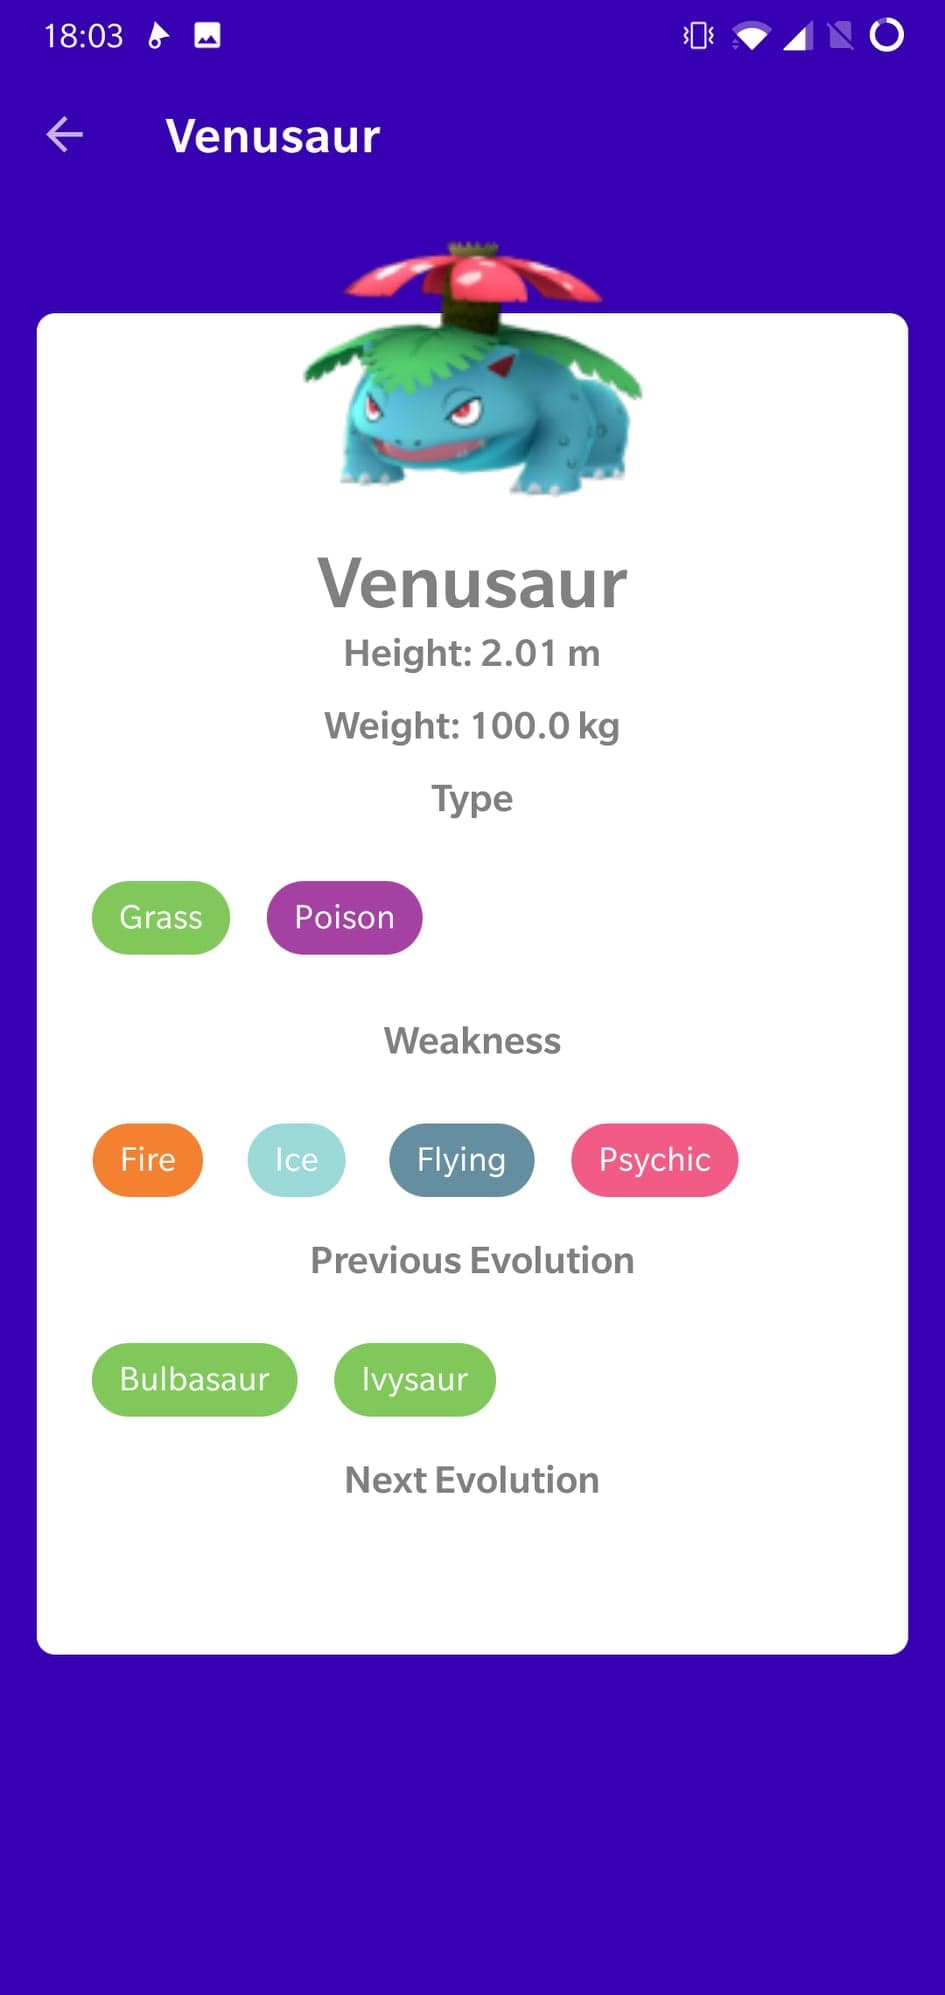 18:03
Venusaur
Venusaur
Height: 2.01 m
Weight: 100.0 kg
Type
Grass Poison
Weakness
Fire Ice Flying Psychic
Previous Evolution
Bulbasaur Ivysaur
Next Evolution